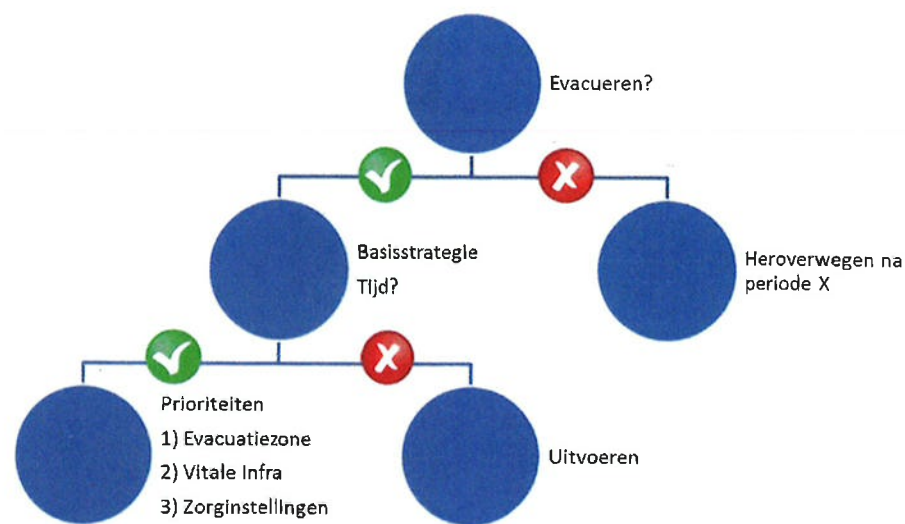 Evacueren?
Basisstrategie
Tijd?
Heroverwegen na
periode X
Prioriteiten
1) Evacuatiezone
2) Vitale Infra
3) Zorginstellingen
Uitvoeren